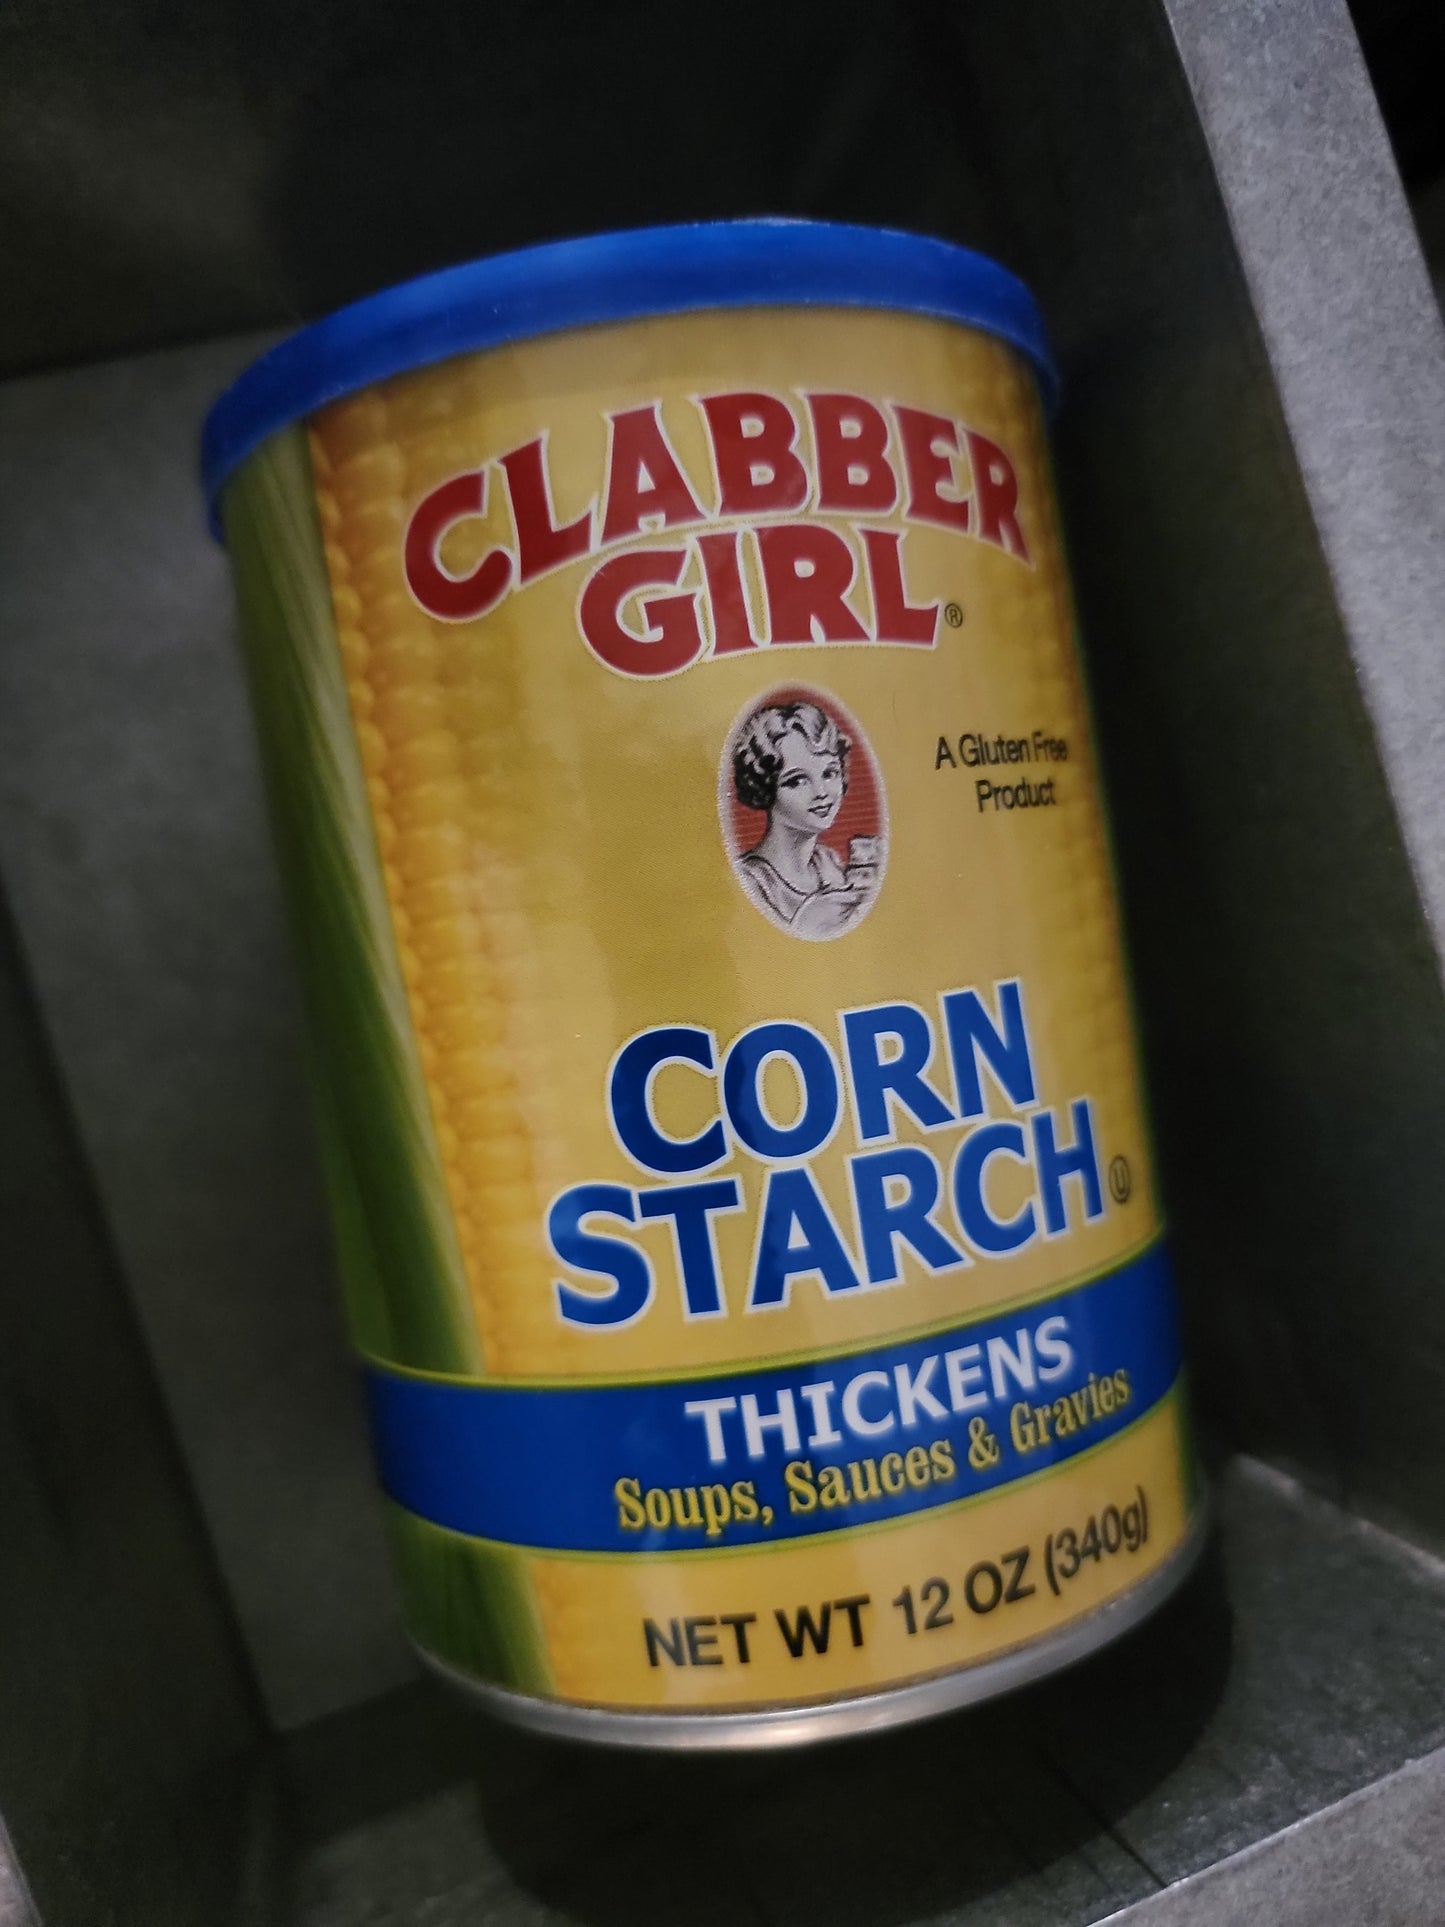 CLABBER
GIRL®
A Gluten Free
Product
CORN
STARCH Ⓤ
THICKENS
Soups, Sauces & Gravies
NET WT 12 OZ (340g)